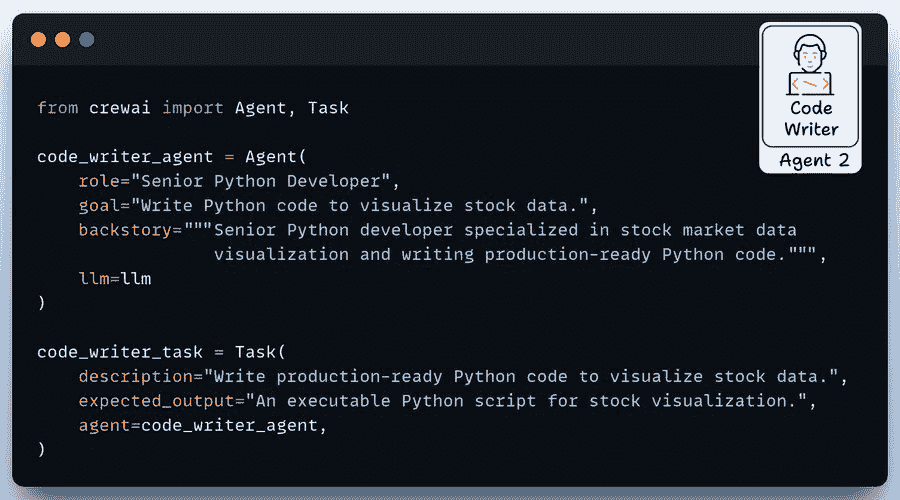 from crewai import Agent, Task
code_writer_agent = Agent(
    role="Senior Python Developer",
    goal="Write Python code to visualize stock data.",
    backstory="""Senior Python developer specialized in stock market data
                 visualization and writing production-ready Python code.""",
    llm=llm
)
code_writer_task = Task(
    description="Write production-ready Python code to visualize stock data.",
    expected_output="An executable Python script for stock visualization.",
    agent=code_writer_agent,
)
Code
Writer
Agent 2